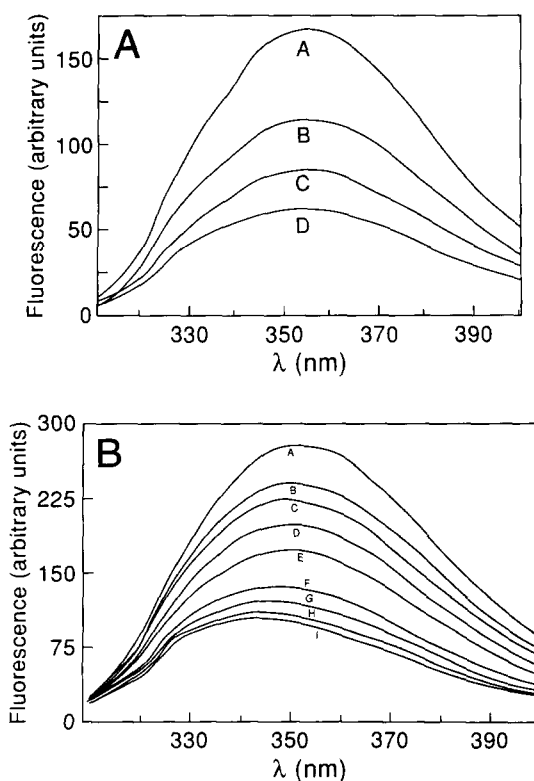 A
Fluorescence (arbitrary units)
150
100
50
0
A
B
C
D
330 350 370 390
λ (nm)
B
Fluorescence (arbitrary units)
300
225
150
75
0
A
B
C
D
E
F
G
H
I
330 350 370 390
λ (nm)